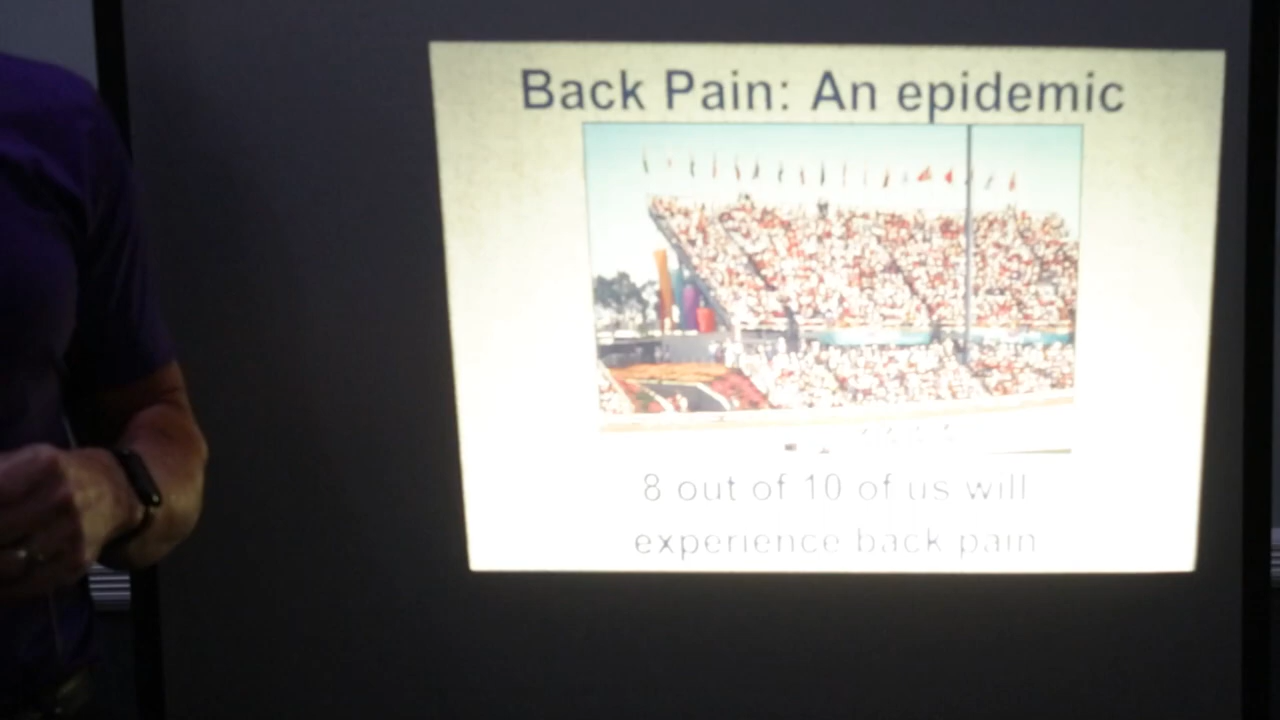 Back Pain: An epidemic
8 out of 10 of us will
experience back pain